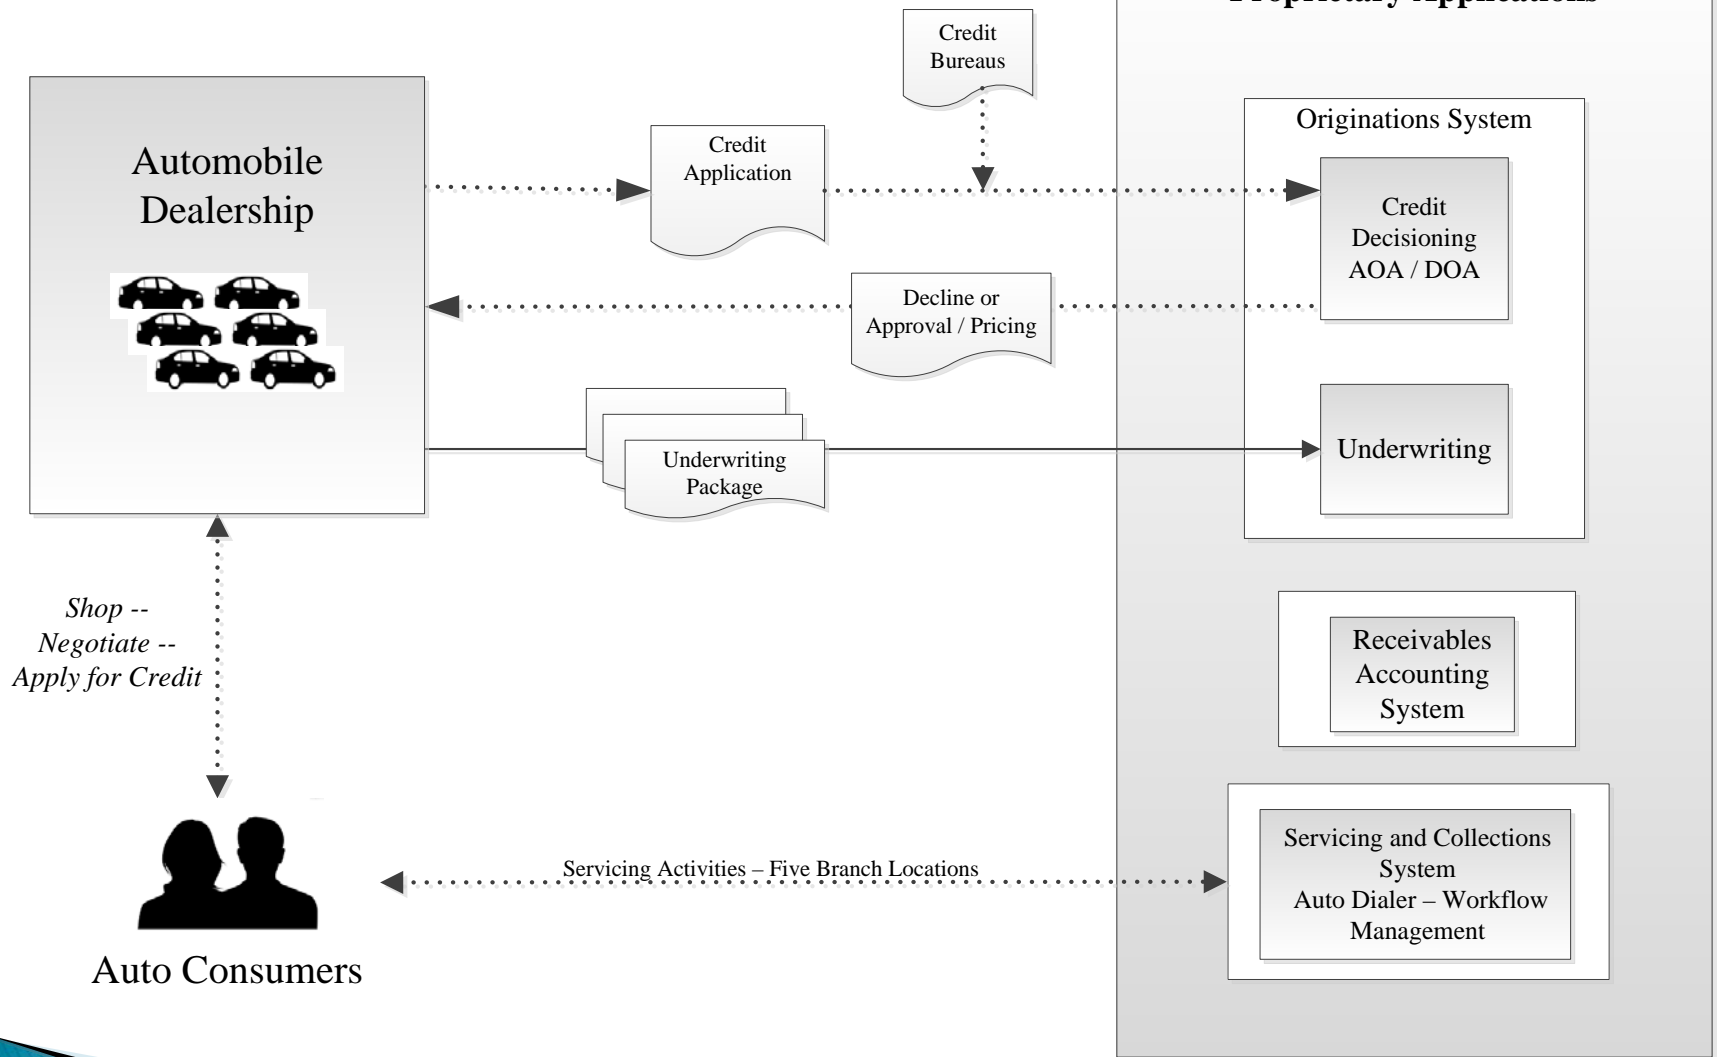 Proprietary Applications
Credit
Bureaus
Originations System
Automobile
Dealership
Credit
Application
Credit
Decisioning
AOA / DOA
Decline or
Approval / Pricing
Underwriting
Package
Underwriting
Shop --
Negotiate --
Apply for Credit
Receivables
Accounting
System
Servicing Activities – Five Branch Locations
Servicing and Collections
System
Auto Dialer – Workflow
Management
Auto Consumers